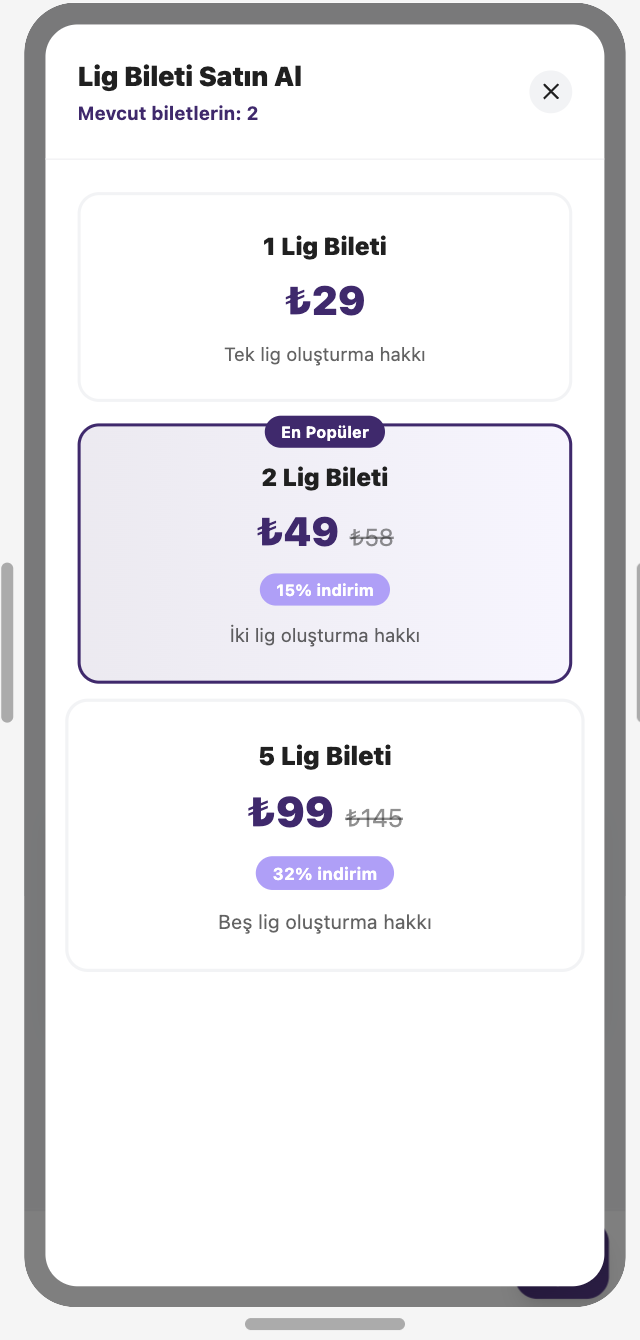 Lig Bileti Satın Al
Mevcut biletlerin: 2
1 Lig Bileti
₺29
Tek lig oluşturma hakkı
En Popüler
2 Lig Bileti
₺49 ₺58
15% indirim
İki lig oluşturma hakkı
5 Lig Bileti
₺99 ₺145
32% indirim
Beş lig oluşturma hakkı